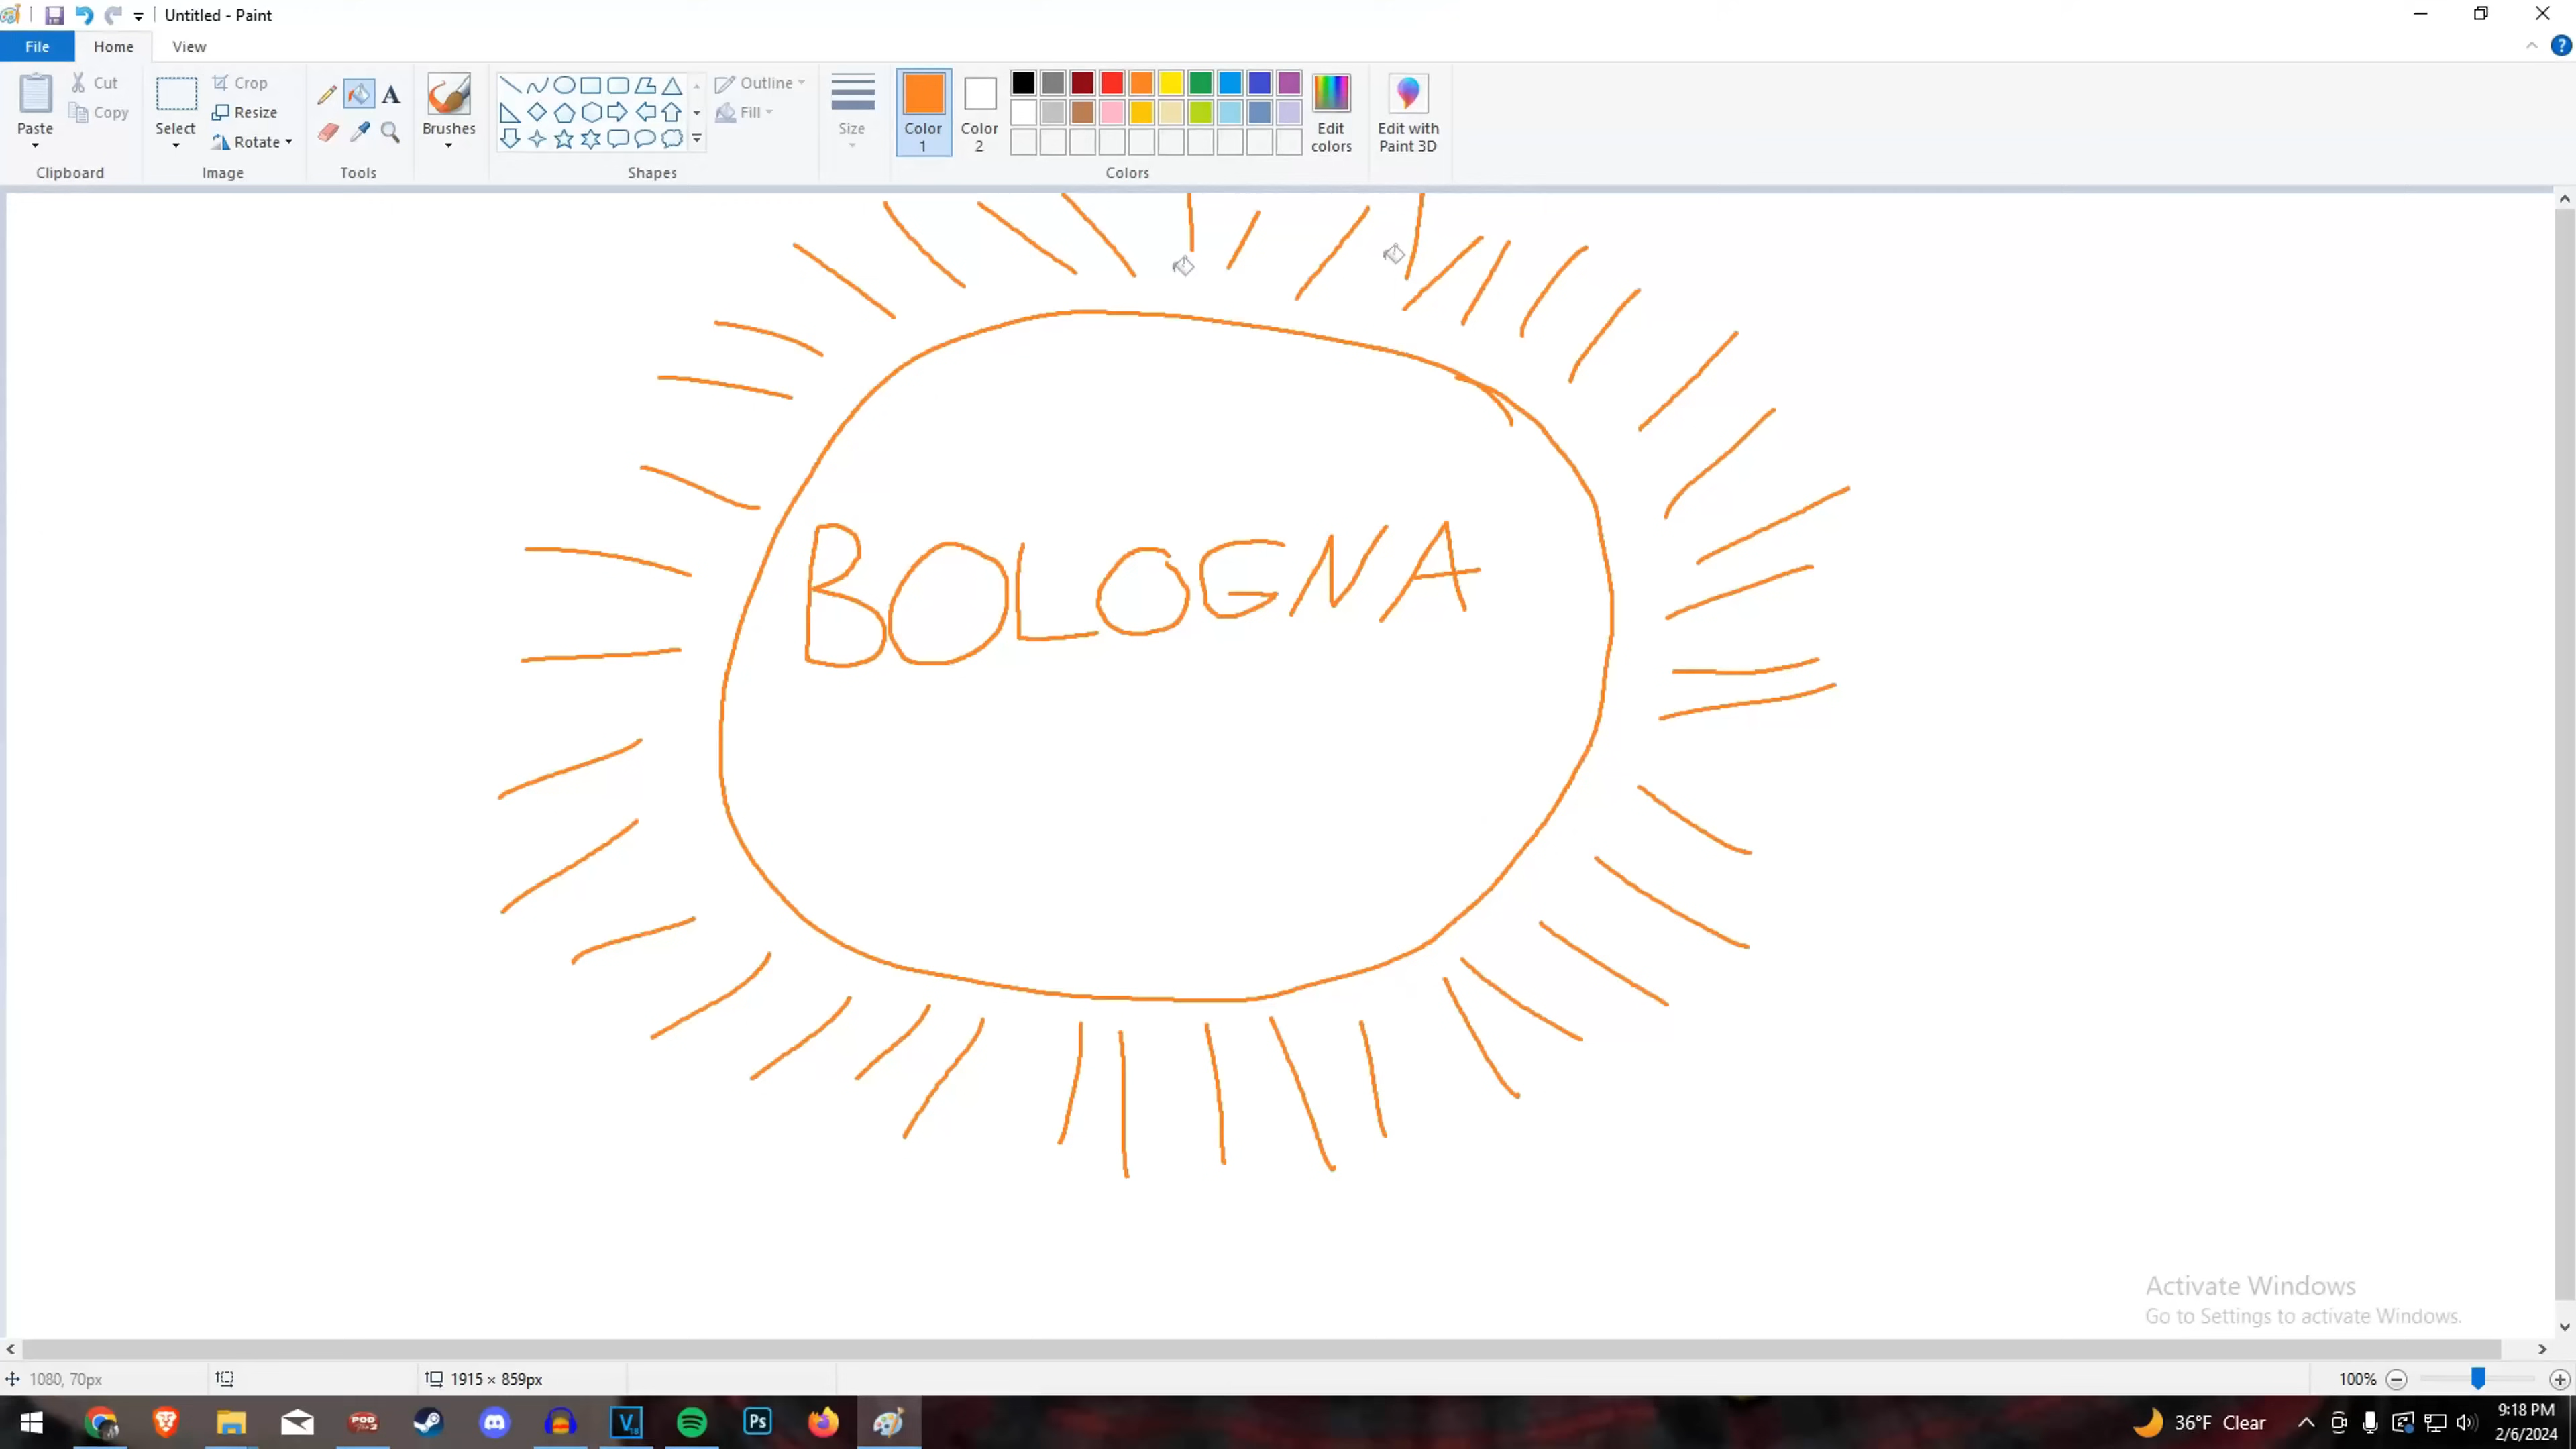 Untitled - Paint
File Home View
Paste Cut Copy Clipboard
Select Crop Resize Rotate Image
A Tools
Brushes
Outline Fill Shapes
Size
Color 1 Color 2 Edit colors Colors
Edit with Paint 3D
BOLOGNA
Activate Windows
Go to Settings to activate Windows.
1080, 70px 1915 × 859px 100%
POD Ps 36°F Clear 9:18 PM
2/6/2024